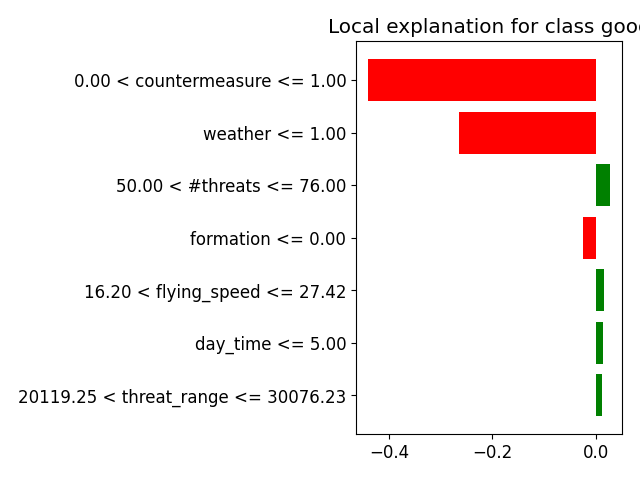 Local explanation for class good
0.00 < countermeasure <= 1.00
weather <= 1.00
50.00 < #threats <= 76.00
formation <= 0.00
16.20 < flying_speed <= 27.42
day_time <= 5.00
20119.25 < threat_range <= 30076.23
−0.4 −0.2 0.0